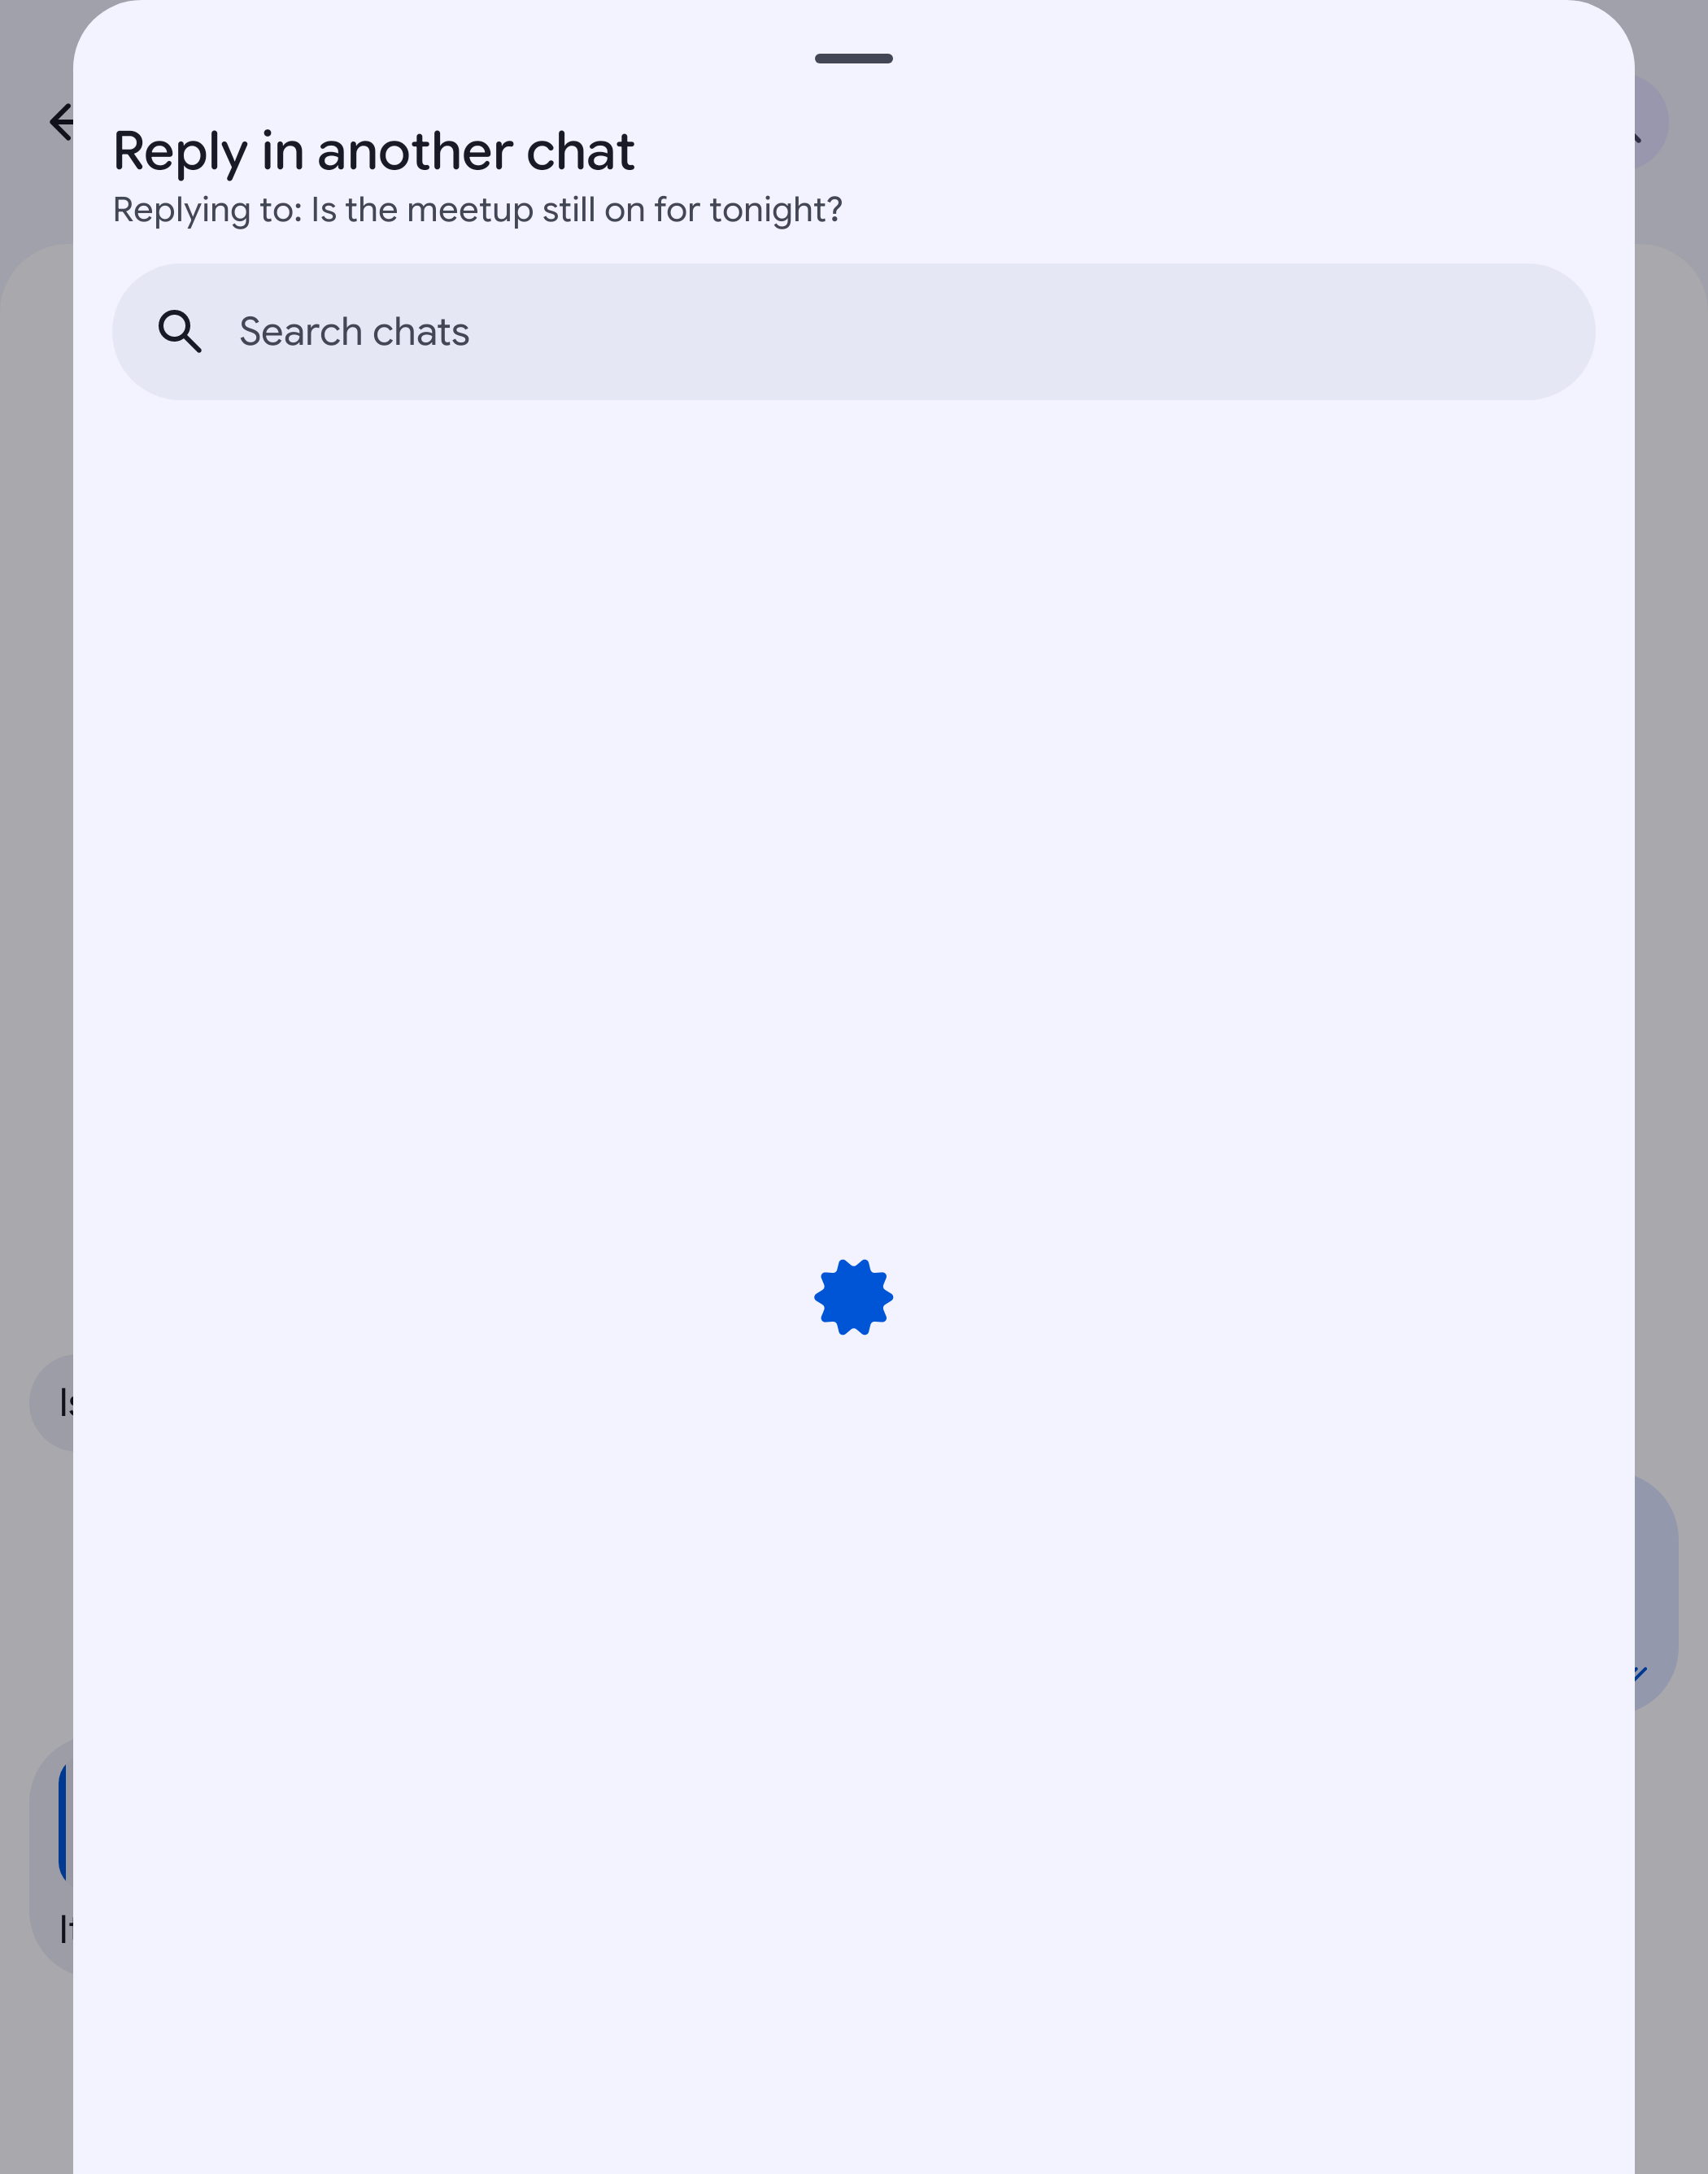 Reply in another chat
Replying to: Is the meetup still on for tonight?
Search chats